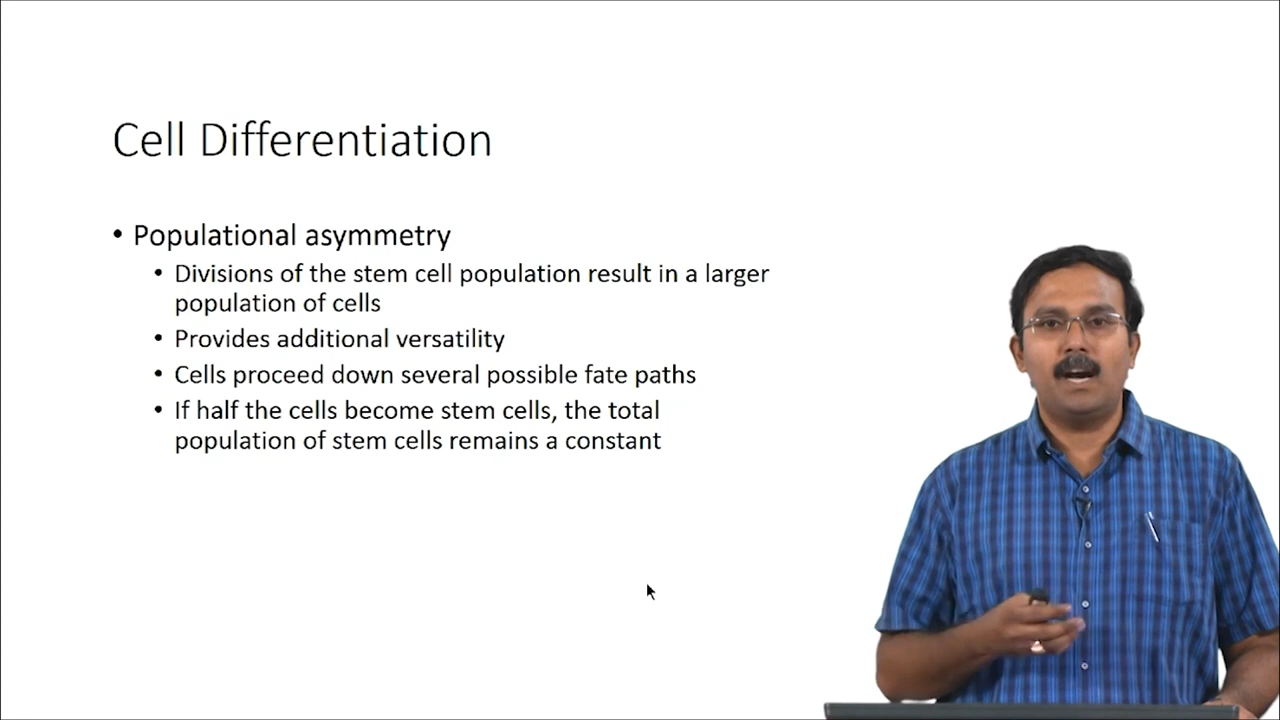 Cell Differentiation
• Populational asymmetry
• Divisions of the stem cell population result in a larger
population of cells
• Provides additional versatility
• Cells proceed down several possible fate paths
• If half the cells become stem cells, the total
population of stem cells remains a constant